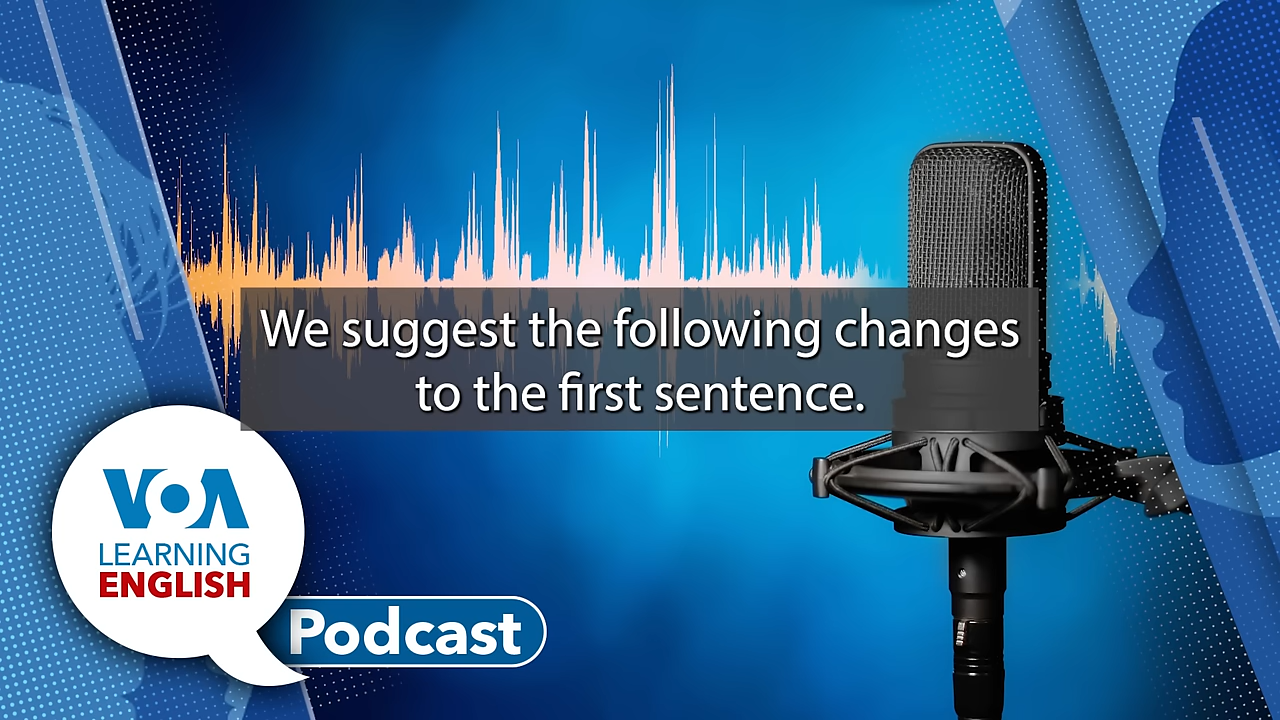 We suggest the following changes
to the first sentence.
VOA
LEARNING
ENGLISH
Podcast